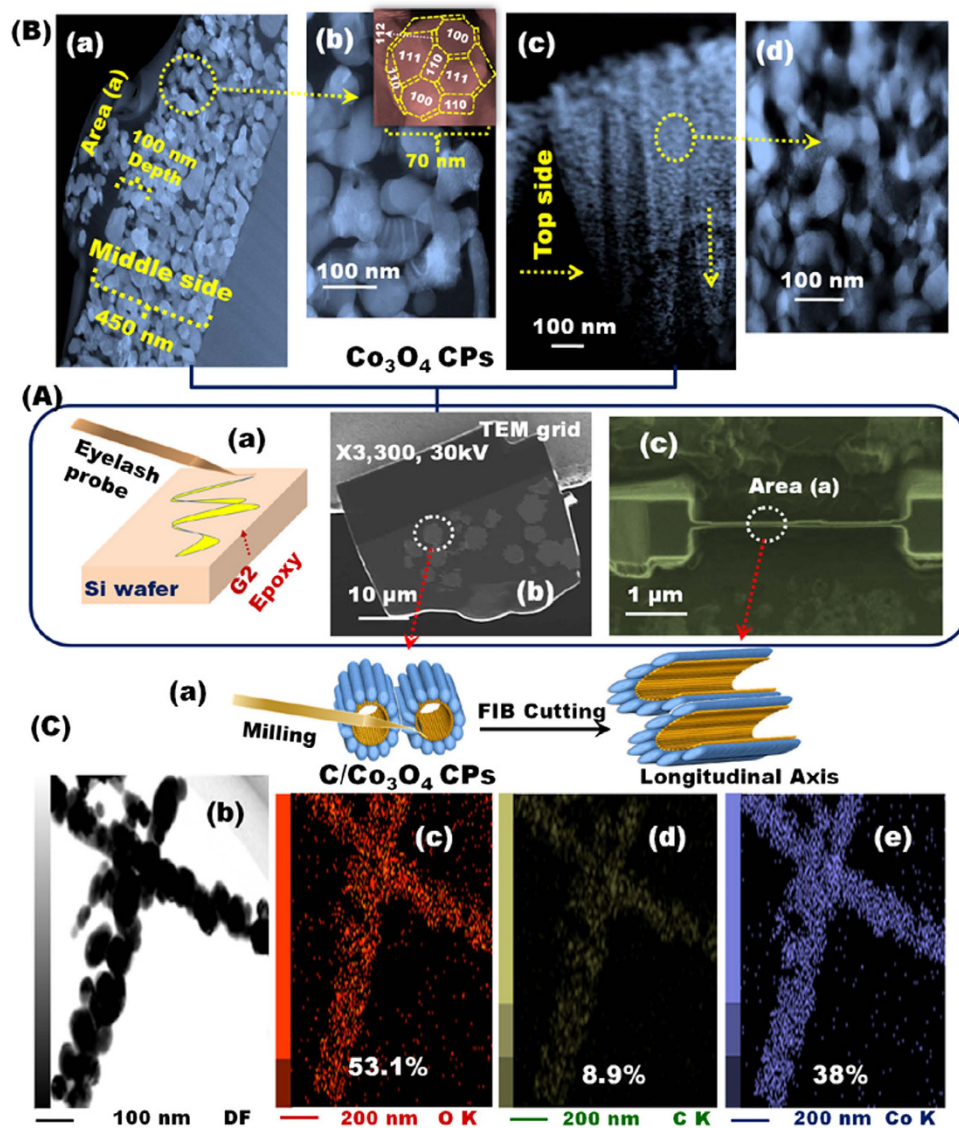 (B)
(a)
Area (a)
100 nm
Depth
Middle side
450 nm
(b)
112
100
111
110
111
110
100
110
70 nm
100 nm
(c)
Top side
100 nm
(d)
100 nm
Co₃O₄ CPs
(A)
(a)
Eyelash
probe
Si wafer
G2
Epoxy
TEM grid
X3,300, 30kV
10 µm
(b)
(c)
Area (a)
1 µm
(C)
(a)
Milling
FIB Cutting
C/Co₃O₄ CPs
Longitudinal Axis
(b)
100 nm DF
(c)
53.1%
200 nm O K
(d)
8.9%
200 nm C K
(e)
38%
200 nm Co K